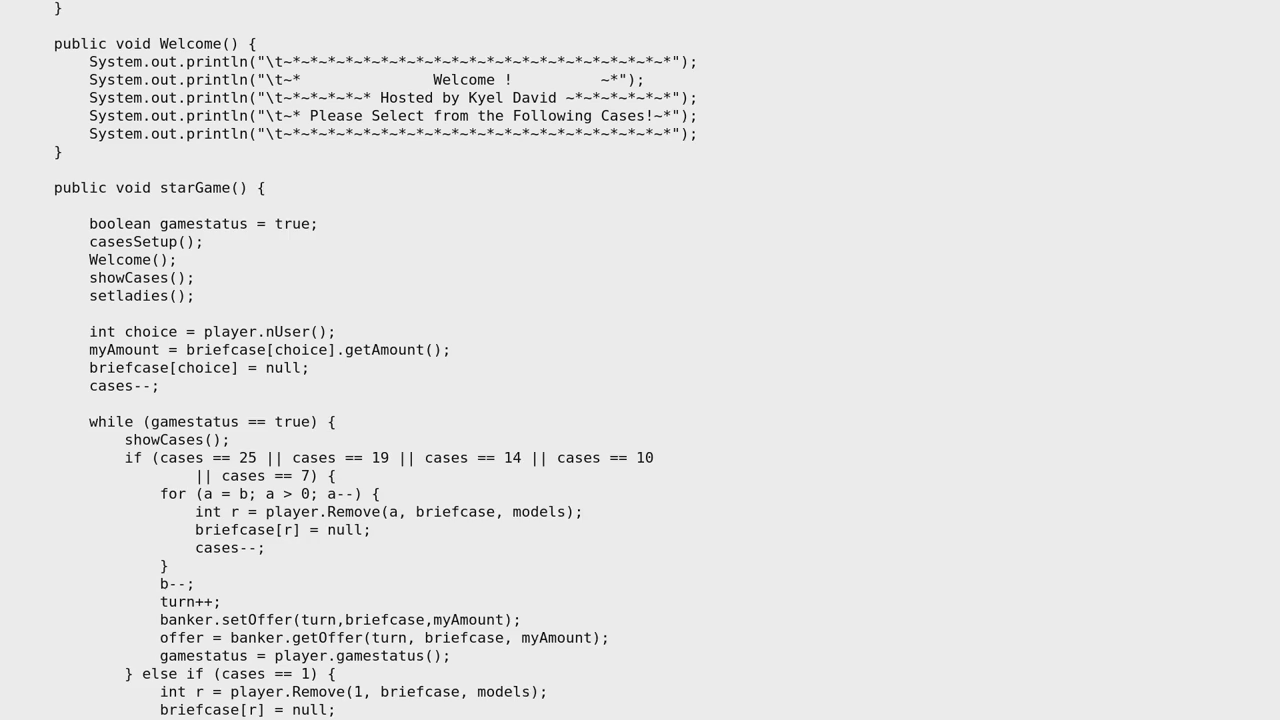 }
public void Welcome() {
System.out.println("\t~*~*~*~*~*~*~*~*~*~*~*~*~*~*~*~*~*~*~*~*~*~*");
System.out.println("\t~*               Welcome !          ~*");
System.out.println("\t~*~*~*~*~* Hosted by Kyel David ~*~*~*~*~*~*");
System.out.println("\t~* Please Select from the Following Cases!~*");
System.out.println("\t~*~*~*~*~*~*~*~*~*~*~*~*~*~*~*~*~*~*~*~*~*~*");
}
public void starGame() {
boolean gamestatus = true;
casesSetup();
Welcome();
showCases();
setladies();
int choice = player.nUser();
myAmount = briefcase[choice].getAmount();
briefcase[choice] = null;
cases--;
while (gamestatus == true) {
showCases();
if (cases == 25 || cases == 19 || cases == 14 || cases == 10
|| cases == 7) {
for (a = b; a > 0; a--) {
int r = player.Remove(a, briefcase, models);
briefcase[r] = null;
cases--;
}
b--;
turn++;
banker.setOffer(turn,briefcase,myAmount);
offer = banker.getOffer(turn, briefcase, myAmount);
gamestatus = player.gamestatus();
} else if (cases == 1) {
int r = player.Remove(1, briefcase, models);
briefcase[r] = null;